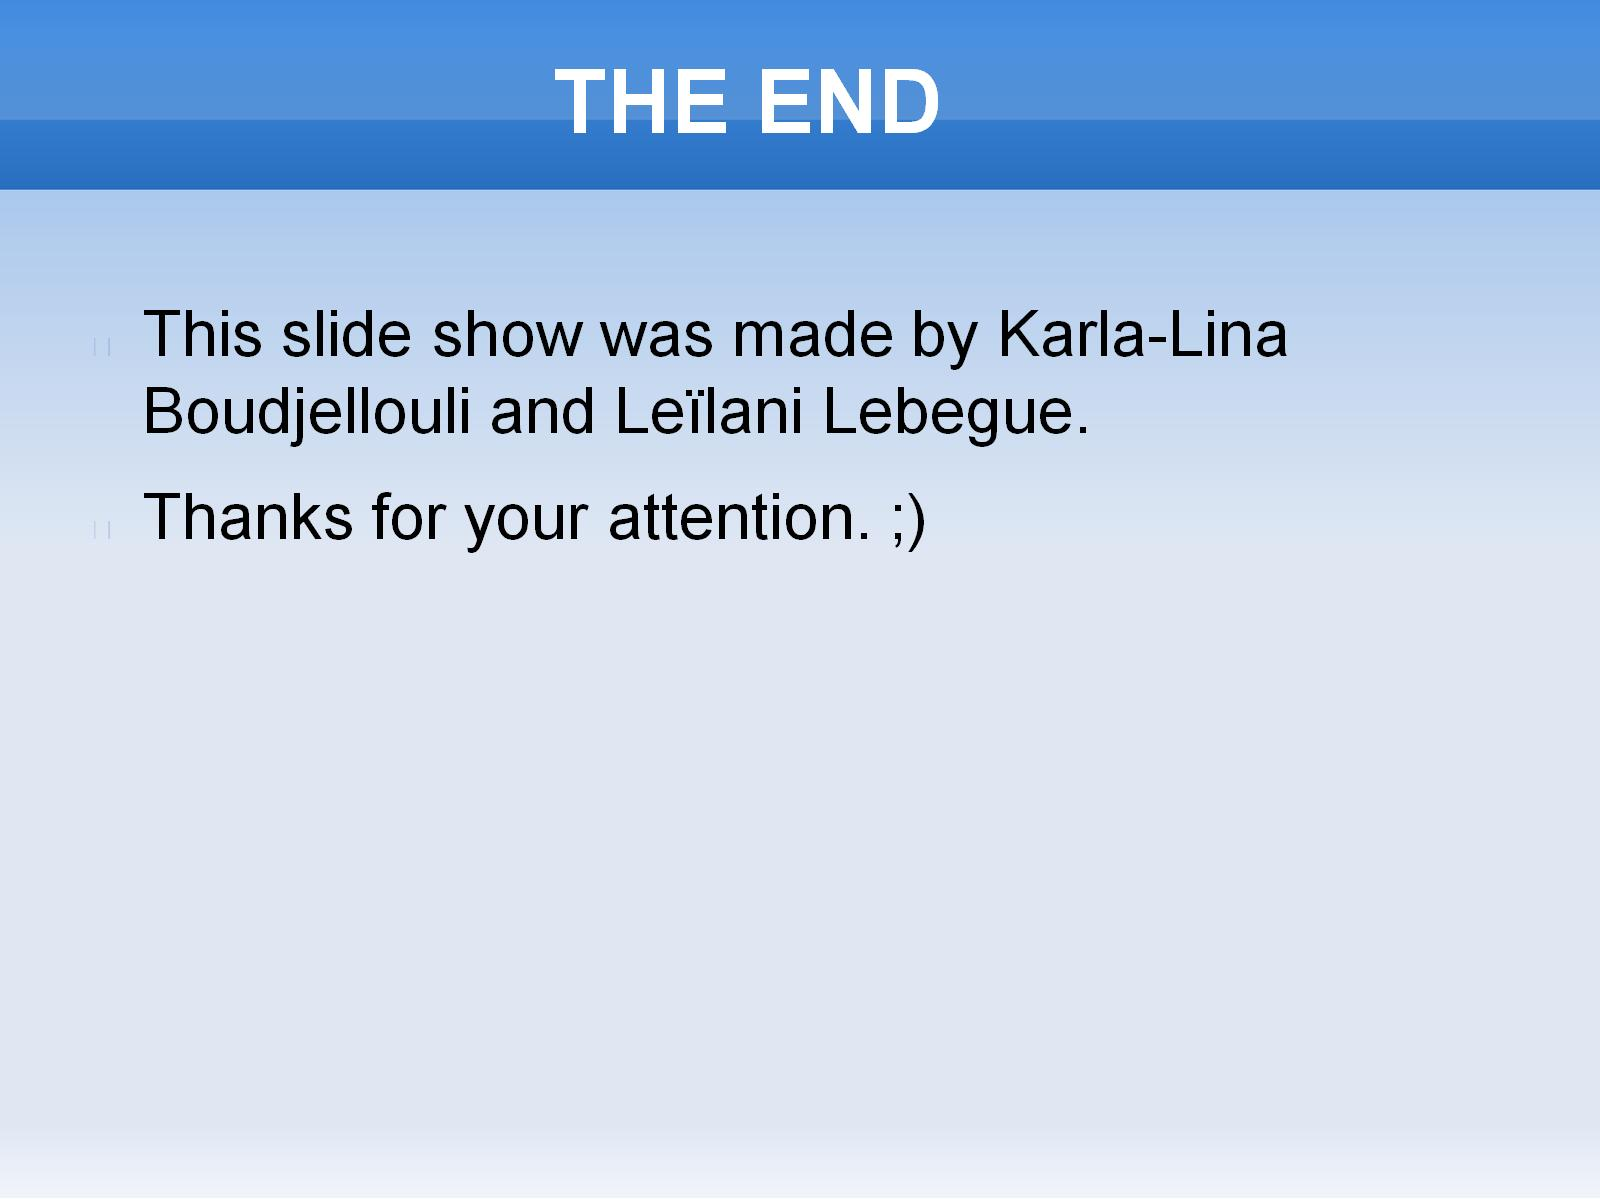 THE END
This slide show was made by Karla-Lina
Boudjellouli and Leïlani Lebegue.
Thanks for your attention. ;)